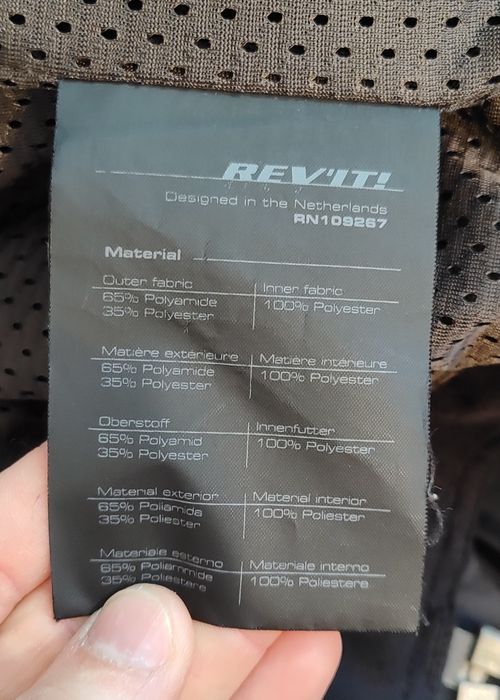 REV'IT!
Designed in the Netherlands
RN109267
Material
Outer fabric
65% Polyamide
35% Polyester
Inner fabric
100% Polyester
Matière extérieure
65% Polyamide
35% Polyester
Matière intérieure
100% Polyester
Oberstoff
65% Polyamid
35% Polyester
Innenfutter
100% Polyester
Material exterior
65% Poliamida
35% Poliester
Material interior
100% Poliester
Materiale esterno
65% Poliammide
35% Poliestere
Materiale interno
100% Poliestere